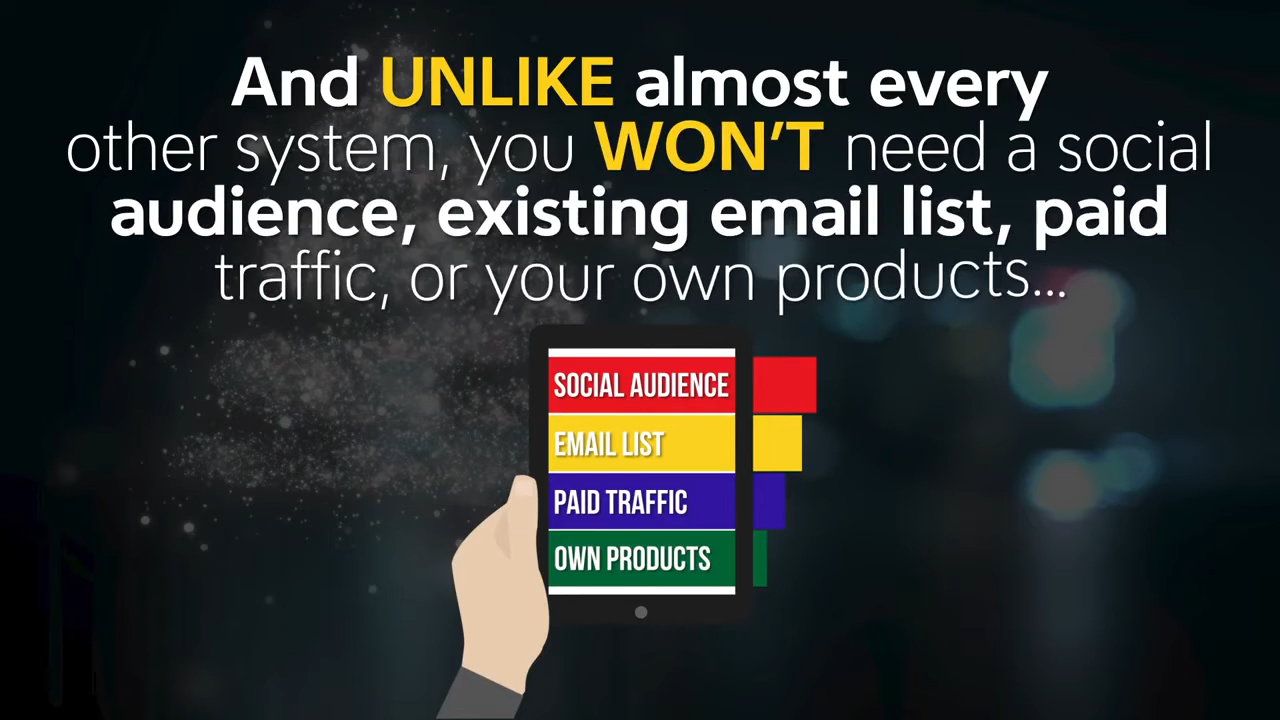 And UNLIKE almost every
other system, you WON'T need a social
audience, existing email list, paid
traffic, or your own products...
SOCIAL AUDIENCE
EMAIL LIST
PAID TRAFFIC
OWN PRODUCTS